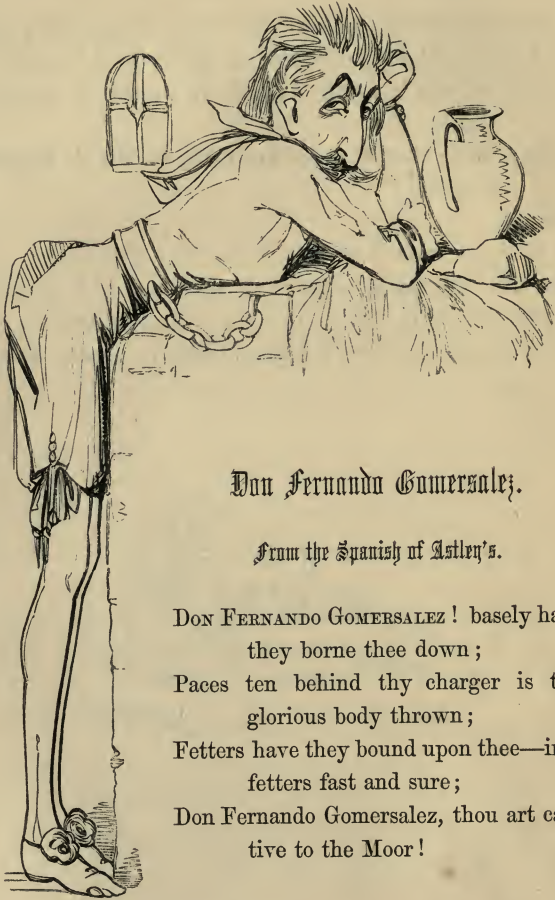 Don Fernando Gomersalez.
From the Spanish of Astley's.
DON FERNANDO GOMERSALEZ! basely ha
they borne thee down;
Paces ten behind thy charger is t
glorious body thrown;
Fetters have they bound upon thee—i
fetters fast and sure;
Don Fernando Gomersalez, thou art ca
tive to the Moor!